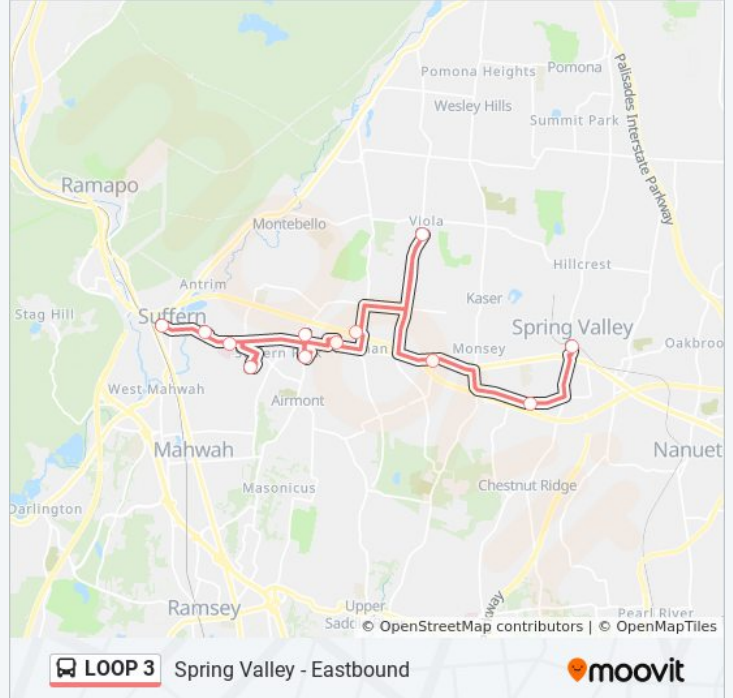 Pomona Heights
Pomona
Wesley Hills
Summit Park
Palisades Interstate Parkway
Ramapo
Montebello
Viola
Hillcrest
Antrim
Stag Hill
Suffern
Kaser
Spring Valley
Oakbroo
Monsey
West Mahwah
Airmont
Mahwah
Nanuet
Masonicus
Chestnut Ridge
Darlington
Ramsey
Upper
Sadd
way
Pearl River
© OpenStreetMap contributors | © OpenMapTiles
LOOP 3
Spring Valley - Eastbound
moovit